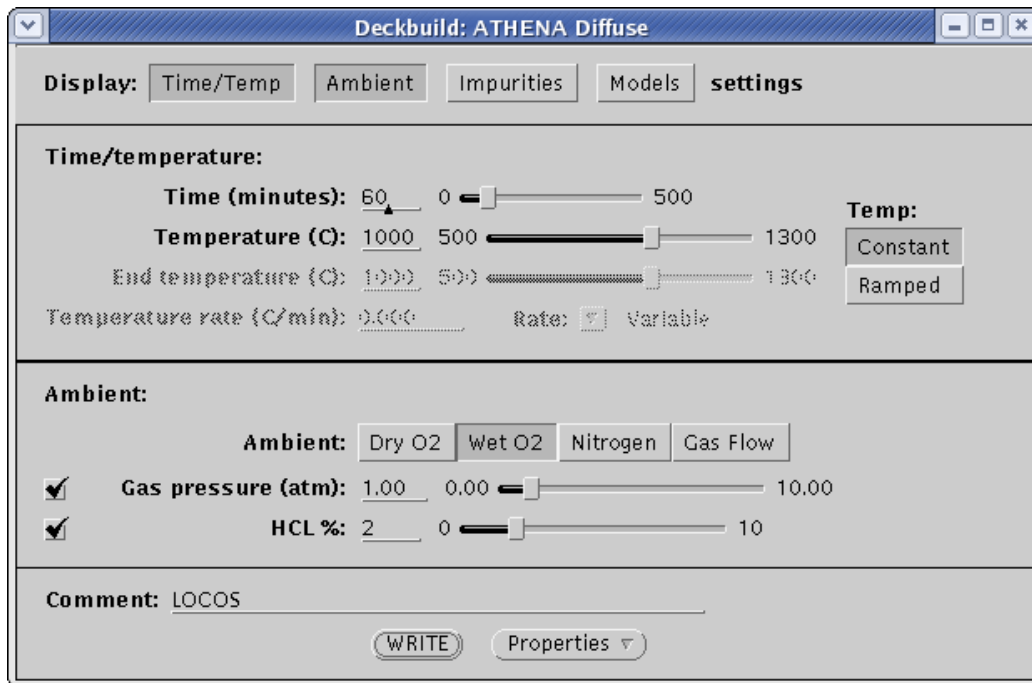 Deckbuild: ATHENA Diffuse
Display: Time/Temp Ambient Impurities Models settings
Time/temperature:
Time (minutes): 60 0 500
Temp:
Temperature (C): 1000 500 1300
Constant
End temperature (C): 1000 500 1300
Ramped
Temperature rate (C/min): 0.000 Rate: Variable
Ambient:
Ambient: Dry O2 Wet O2 Nitrogen Gas Flow
Gas pressure (atm): 1.00 0.00 10.00
HCL %: 2 0 10
Comment: LOCOS
WRITE Properties